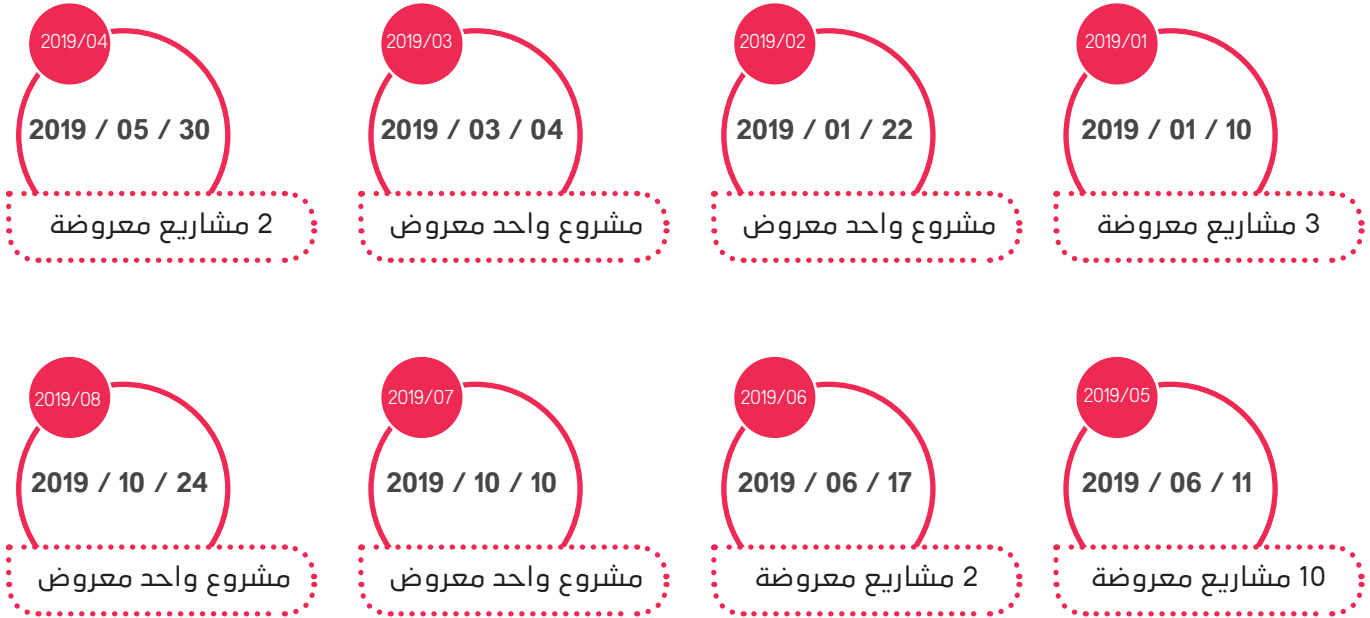 2019/01
2019 / 01 / 10
3 مشاريع معروضة
2019/02
2019 / 01 / 22
مشروع واحد معروض
2019/03
2019 / 03 / 04
مشروع واحد معروض
2019/04
2019 / 05 / 30
2 مشاريع معروضة
2019/05
2019 / 06 / 11
10 مشاريع معروضة
2019/06
2019 / 06 / 17
2 مشاريع معروضة
2019/07
2019 / 10 / 10
مشروع واحد معروض
2019/08
2019 / 10 / 24
مشروع واحد معروض